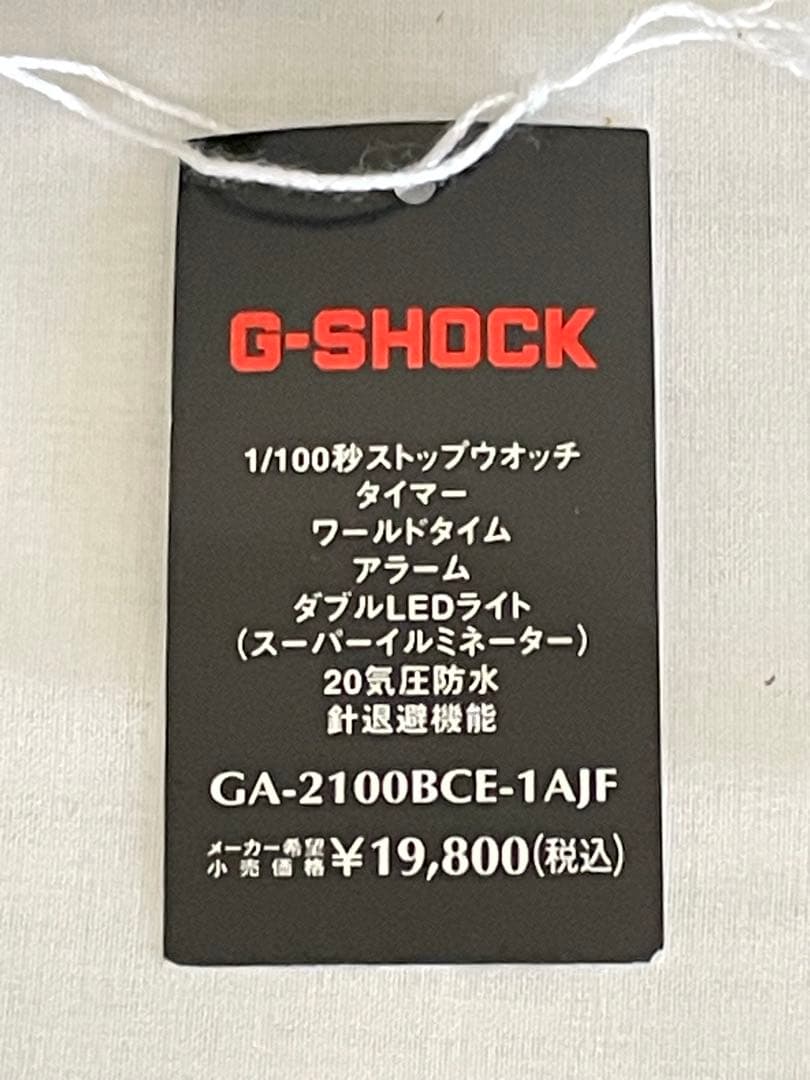 G-SHOCK
1/100秒ストップウオッチ
タイマー
ワールドタイム
アラーム
ダブルLEDライト
(スーパーイルミネーター)
20気圧防水
針退避機能
GA-2100BCE-1AJF
メーカー希望小売価格¥19,800(税込)